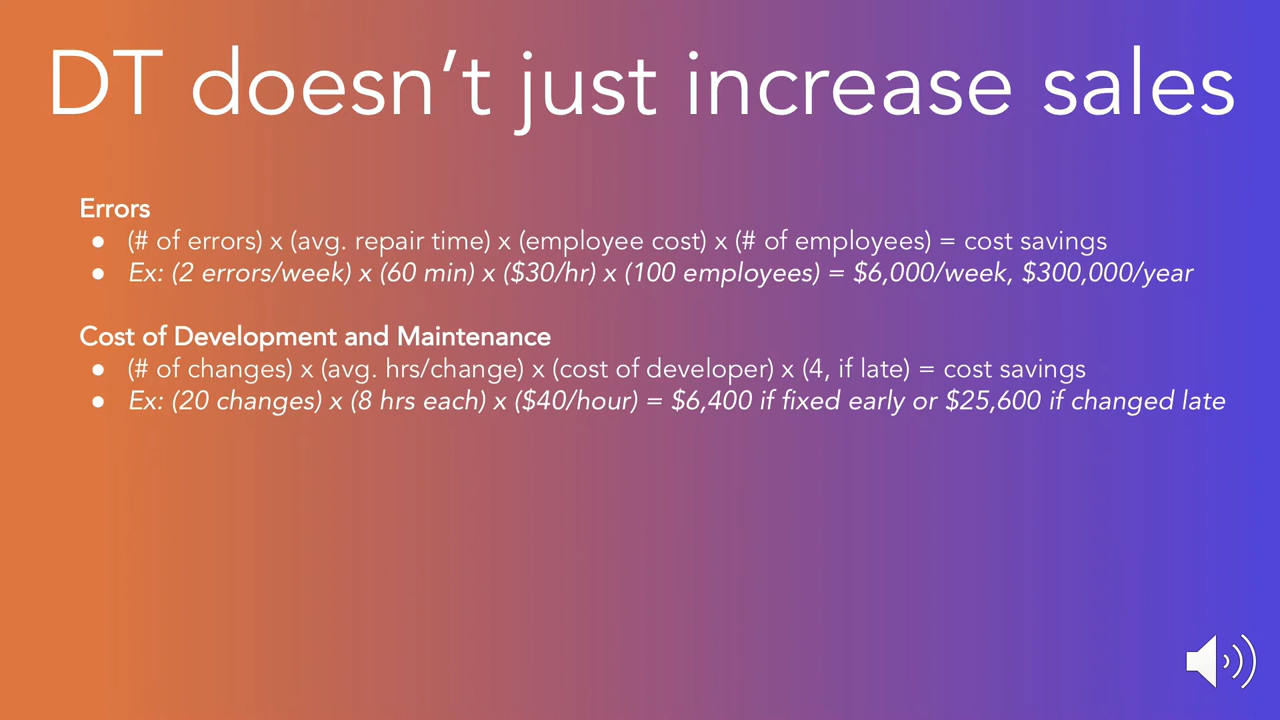 DT doesn’t just increase sales
Errors
● (# of errors) x (avg. repair time) x (employee cost) x (# of employees) = cost savings
● Ex: (2 errors/week) x (60 min) x ($30/hr) x (100 employees) = $6,000/week, $300,000/year
Cost of Development and Maintenance
● (# of changes) x (avg. hrs/change) x (cost of developer) x (4, if late) = cost savings
● Ex: (20 changes) x (8 hrs each) x ($40/hour) = $6,400 if fixed early or $25,600 if changed late